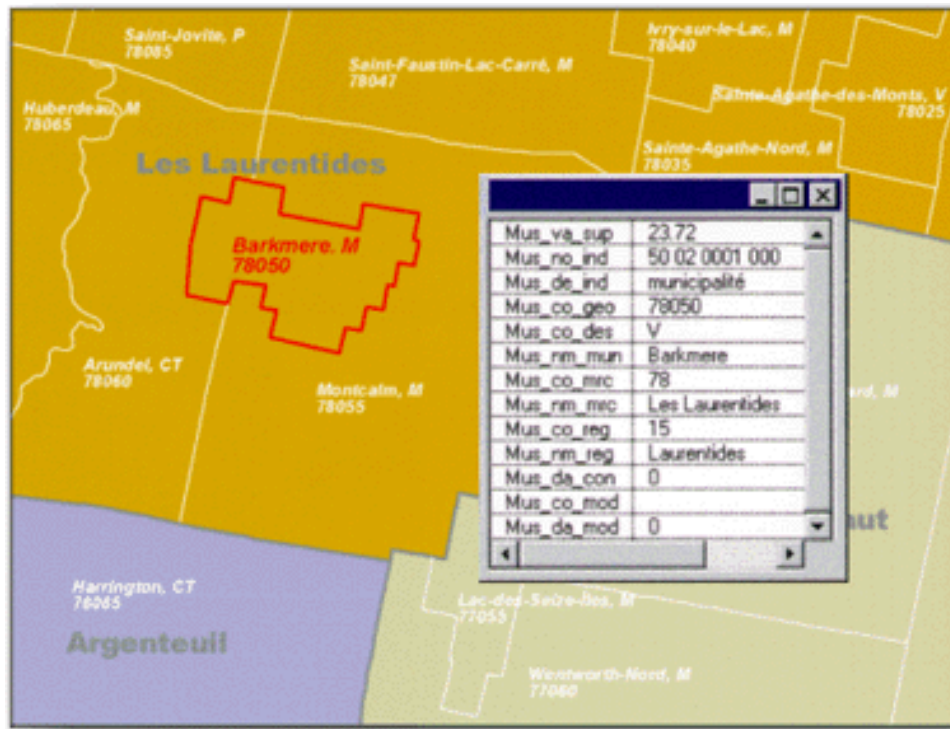 Saint-Jovite, P
78085
Ivry-sur-le-Lac, M
78040
Saint-Faustin-Lac-Carré, M
78047
Sainte-Agathe-des-Monts, V
78025
Huberdeau, M
78065
Sainte-Agathe-Nord, M
78035
Les Laurentides
Barkmere, M
78050
Mus_va_sup 23.72
Mus_no_ind 50 02 0001 000
Mus_de_ind municipalité
Mus_co_geo 78050
Mus_co_des V
Mus_nm_mun Barkmere
Mus_co_mrc 78
Mus_nm_mrc Les Laurentides
Mus_co_reg 15
Mus_nm_reg Laurentides
Mus_da_con 0
Mus_co_mod
Mus_da_mod 0
Arundel, CT
78060
Montcalm, M
78055
ard, M
aut
Harrington, CT
76065
Argenteuil
Lac-des-Seize-Îles, M
77055
Wentworth-Nord, M
77060